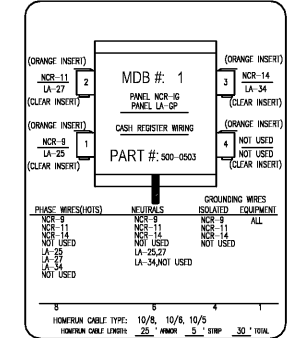 (ORANGE INSERT)
NCR-11
LA-27
(CLEAR INSERT)
2
MDB #: 1
PANEL NCR-IG
PANEL LA-GP
CASH REGISTER WIRING
PART #: 500-0503
(ORANGE INSERT)
NCR-14
LA-34
(CLEAR INSERT)
3
(ORANGE INSERT)
NCR-9
LA-25
(CLEAR INSERT)
1
(ORANGE INSERT)
NOT USED
NOT USED
(CLEAR INSERT)
4
GROUNDING WIRES
PHASE WIRES(HOTS) NEUTRALS ISOLATED EQUIPMENT
NCR-9 NCR-9 NCR-9 ALL
NCR-11 NCR-11 NCR-11
NCR-14 NCR-14 NCR-14
NOT USED NOT USED NOT USED
LA-25 LA-25,27
LA-27 LA-34,NOT USED
LA-34
NOT USED
8 4 1
HOMERUN CABLE TYPE: 10/8, 10/6, 10/5
HOMERUN CABLE LENGTH: 25 ' ARMOR 5 ' STRIP 30 ' TOTAL